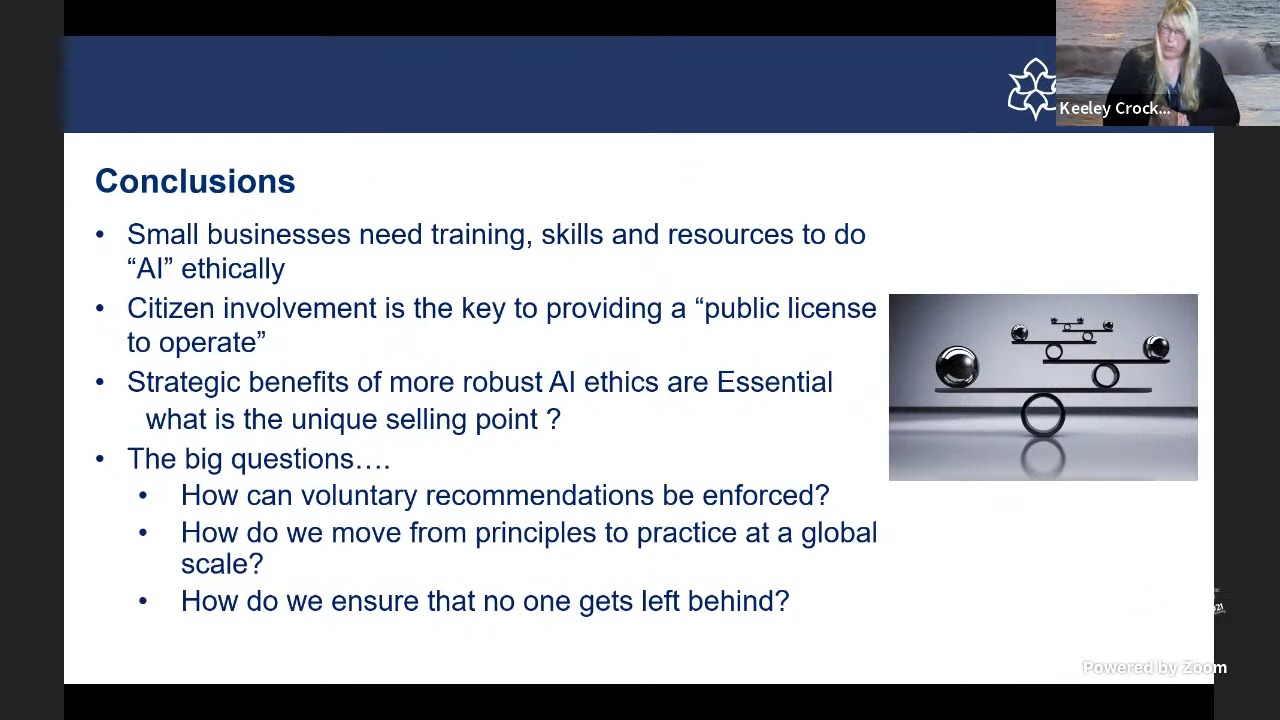 Keeley Crock...
Conclusions
• Small businesses need training, skills and resources to do
“AI” ethically
• Citizen involvement is the key to providing a “public license
to operate”
• Strategic benefits of more robust AI ethics are Essential
what is the unique selling point ?
• The big questions….
• How can voluntary recommendations be enforced?
• How do we move from principles to practice at a global
scale?
• How do we ensure that no one gets left behind?
Powered by Zoom